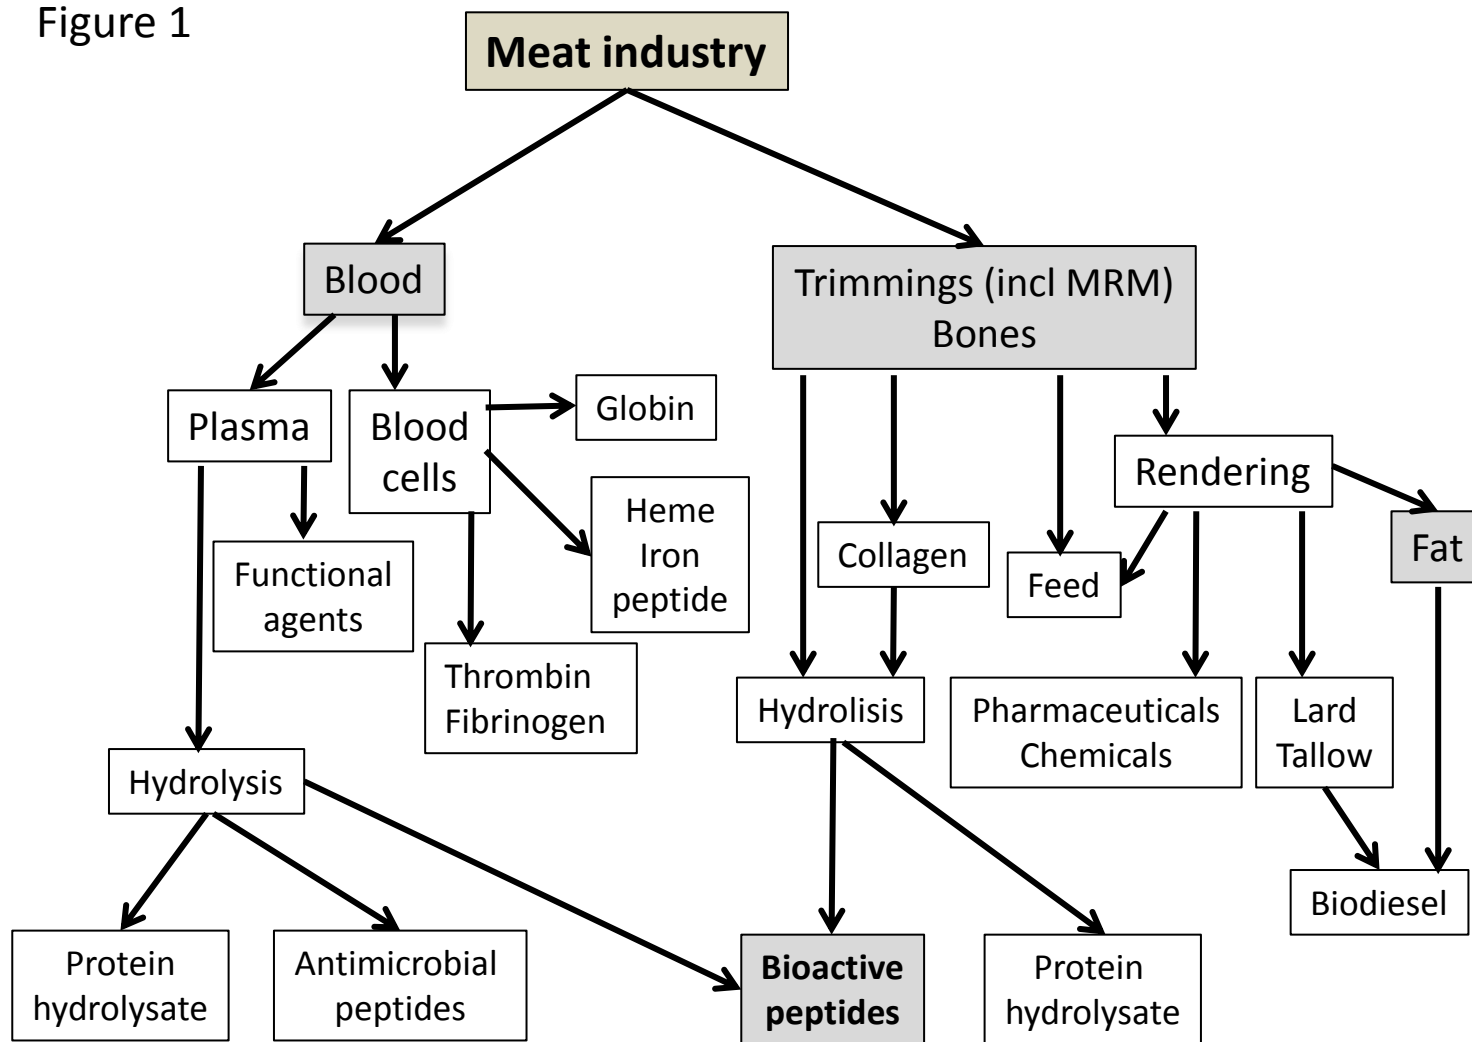 Figure 1
Meat industry
Blood
Trimmings (incl MRM)
Bones
Plasma
Blood
cells
Globin
Heme
Iron
peptide
Functional
agents
Thrombin
Fibrinogen
Rendering
Collagen
Feed
Fat
Hydrolisis
Pharmaceuticals
Chemicals
Lard
Tallow
Hydrolysis
Biodiesel
Protein
hydrolysate
Antimicrobial
peptides
Bioactive
peptides
Protein
hydrolysate